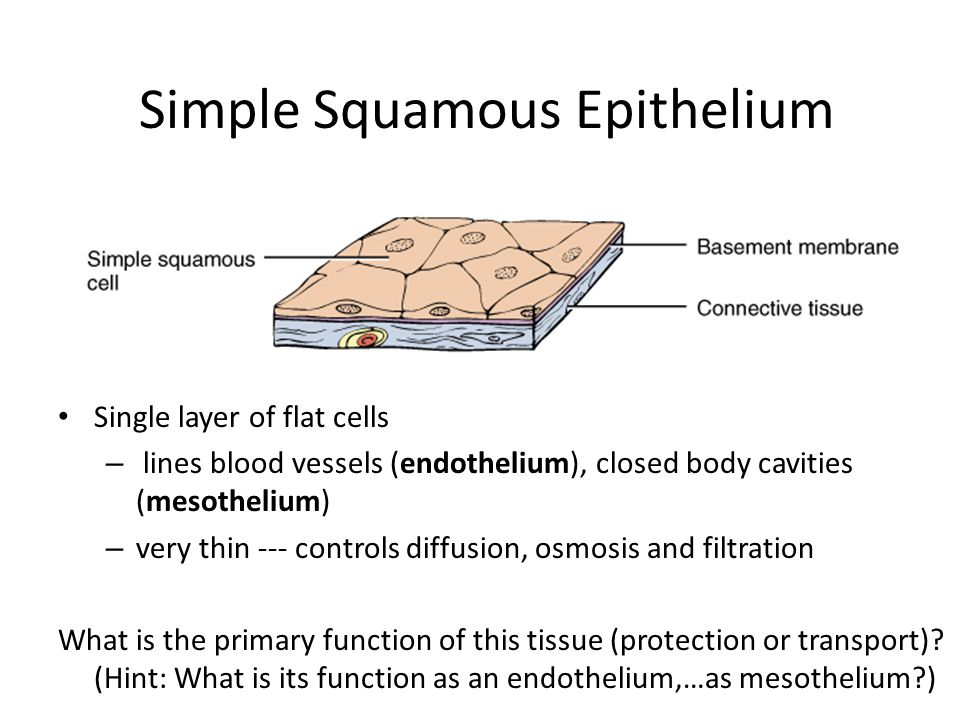 Simple Squamous Epithelium
Simple squamous
cell
Basement membrane
Connective tissue
• Single layer of flat cells
– lines blood vessels (endothelium), closed body cavities
(mesothelium)
– very thin --- controls diffusion, osmosis and filtration
What is the primary function of this tissue (protection or transport)?
(Hint: What is its function as an endothelium,...as mesothelium?)